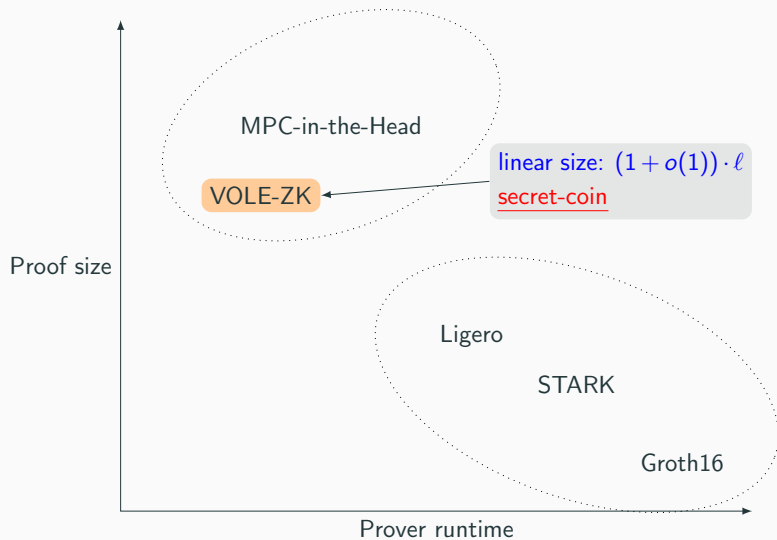 MPC-in-the-Head
linear size: (1 + o(1)) · ℓ
VOLE-ZK
secret-coin
Proof size
Ligero
STARK
Groth16
Prover runtime